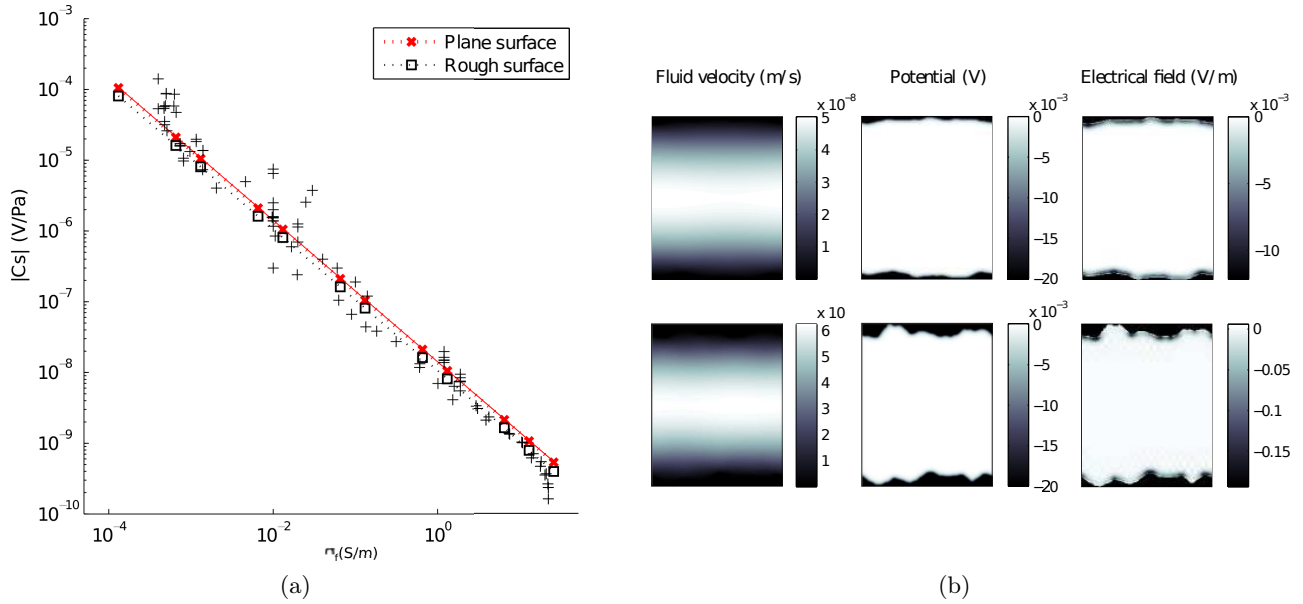 10⁻³
10⁻⁴
10⁻⁵
10⁻⁶
10⁻⁷
10⁻⁸
10⁻⁹
10⁻¹⁰
|Cs| (V/Pa)
Plane surface
Rough surface
10⁻⁴
10⁻²
10⁰
(S/m)
(a)
Fluid velocity (m/s)
Potential (V)
Electrical field (V/m)
x 10⁻⁸
5
4
3
2
1
x 10⁻³
0
−5
−10
−15
−20
x 10⁻³
0
−5
−10
x 10
6
5
4
3
2
1
x 10⁻³
0
−5
−10
−15
−20
0
−0.05
−0.1
−0.15
(b)